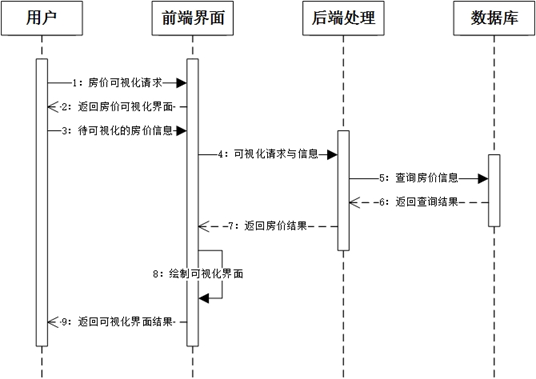 用户
前端界面
后端处理
数据库
1: 房价可视化请求
2: 返回房价可视化界面
3: 待可视化的房价信息
4: 可视化请求与信息
5: 查询房价信息
6: 返回查询结果
7: 返回房价结果
8: 绘制可视化界面
9: 返回可视化界面结果